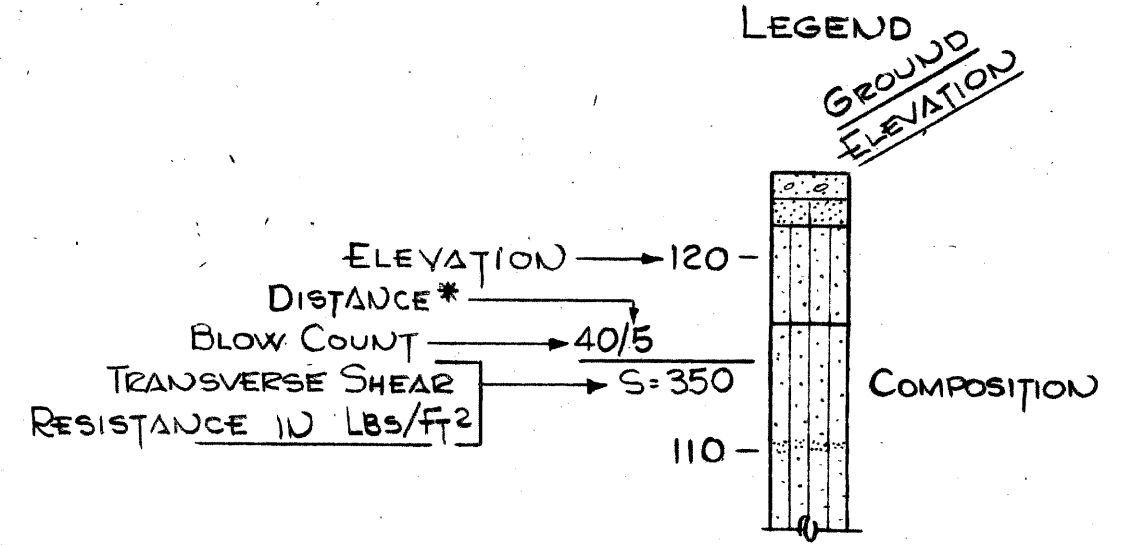 LEGEND
GROUND
ELEVATION
ELEVATION 120
DISTANCE*
BLOW COUNT 40/5
TRANSVERSE SHEAR S=350
RESISTANCE IN LBS/FT2
COMPOSITION
110